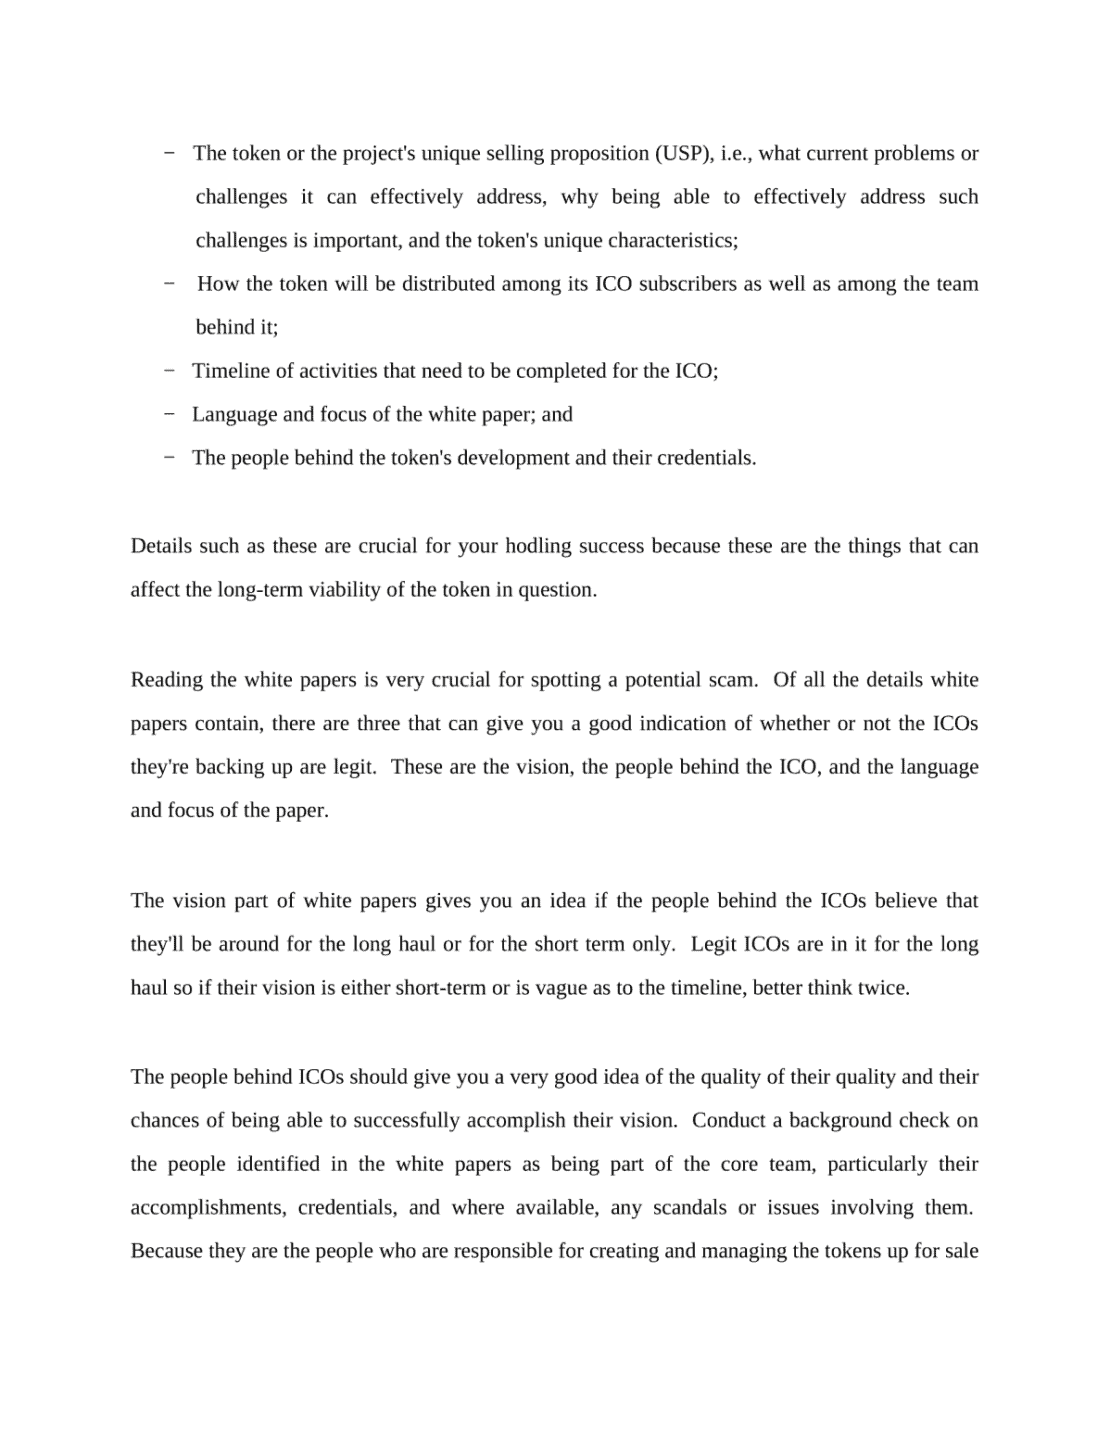 − The token or the project's unique selling proposition (USP), i.e., what current problems or
challenges it can effectively address, why being able to effectively address such
challenges is important, and the token's unique characteristics;
− How the token will be distributed among its ICO subscribers as well as among the team
behind it;
− Timeline of activities that need to be completed for the ICO;
− Language and focus of the white paper; and
− The people behind the token's development and their credentials.
Details such as these are crucial for your hodling success because these are the things that can
affect the long-term viability of the token in question.
Reading the white papers is very crucial for spotting a potential scam.  Of all the details white
papers contain, there are three that can give you a good indication of whether or not the ICOs
they're backing up are legit.  These are the vision, the people behind the ICO, and the language
and focus of the paper.
The vision part of white papers gives you an idea if the people behind the ICOs believe that
they'll be around for the long haul or for the short term only.  Legit ICOs are in it for the long
haul so if their vision is either short-term or is vague as to the timeline, better think twice.
The people behind ICOs should give you a very good idea of the quality of their quality and their
chances of being able to successfully accomplish their vision.  Conduct a background check on
the people identified in the white papers as being part of the core team, particularly their
accomplishments, credentials, and where available, any scandals or issues involving them.
Because they are the people who are responsible for creating and managing the tokens up for sale